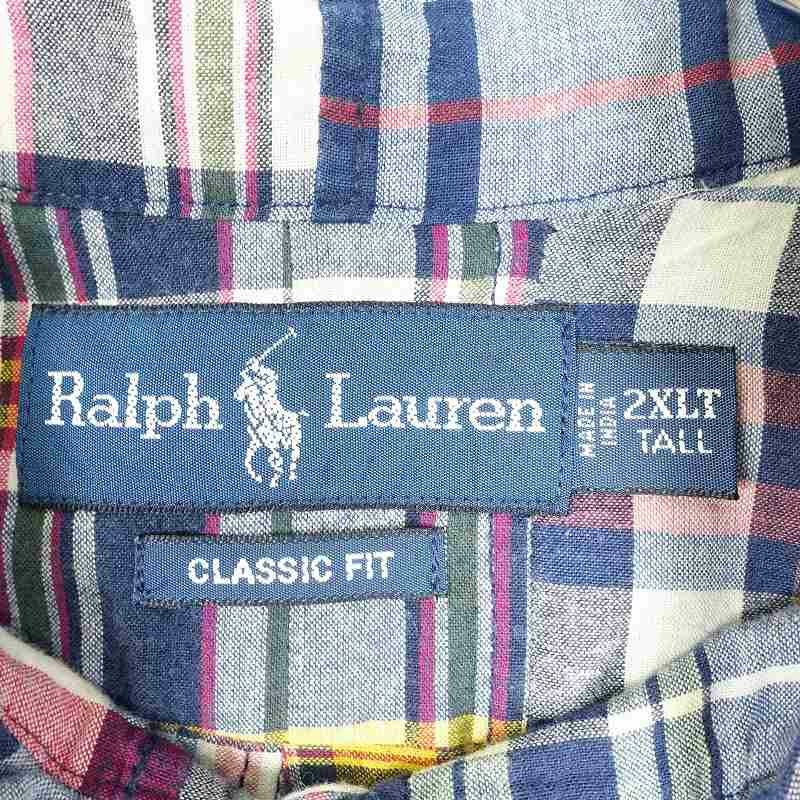 Ralph Lauren
MADE IN
INDIA
2XLT
TALL
CLASSIC FIT